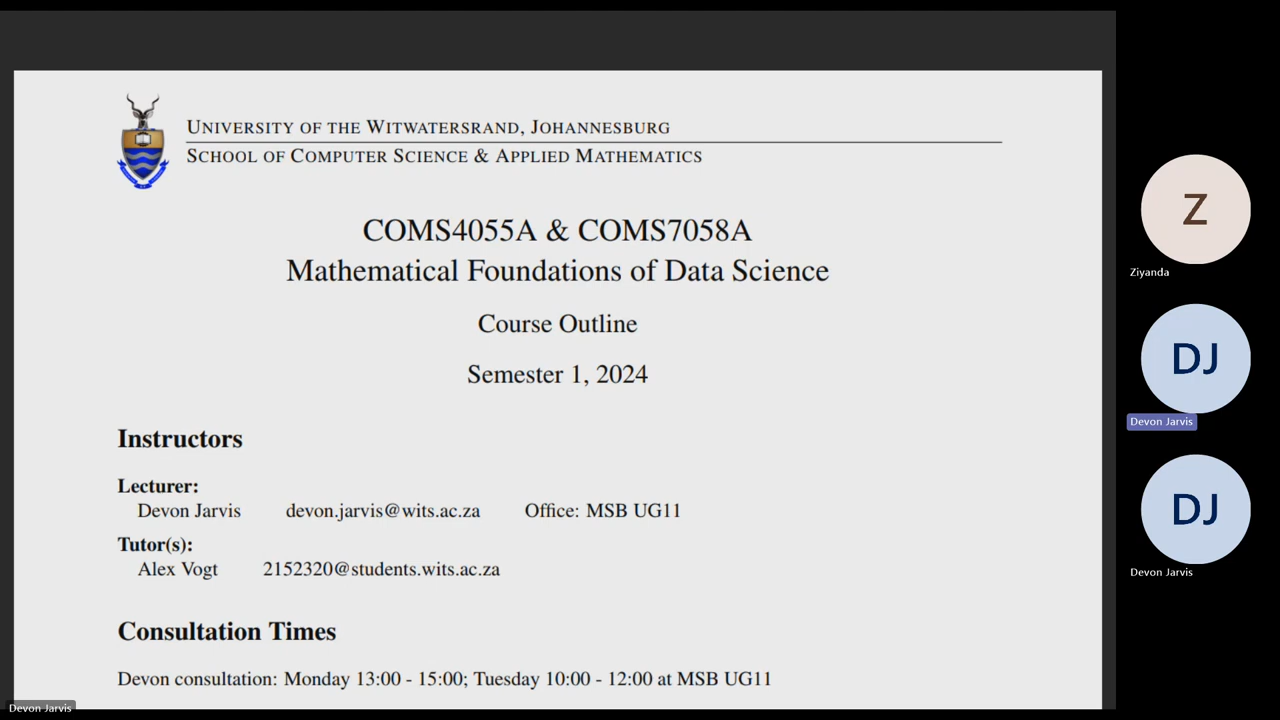 UNIVERSITY OF THE WITWATERSRAND, JOHANNESBURG
SCHOOL OF COMPUTER SCIENCE & APPLIED MATHEMATICS
COMS4055A & COMS7058A
Mathematical Foundations of Data Science
Course Outline
Semester 1, 2024
Instructors
Lecturer:
Devon Jarvis devon.jarvis@wits.ac.za Office: MSB UG11
Tutor(s):
Alex Vogt 2152320@students.wits.ac.za
Consultation Times
Devon consultation: Monday 13:00 - 15:00; Tuesday 10:00 - 12:00 at MSB UG11
Devon Jarvis
Z
Ziyanda
DJ
Devon Jarvis
DJ
Devon Jarvis